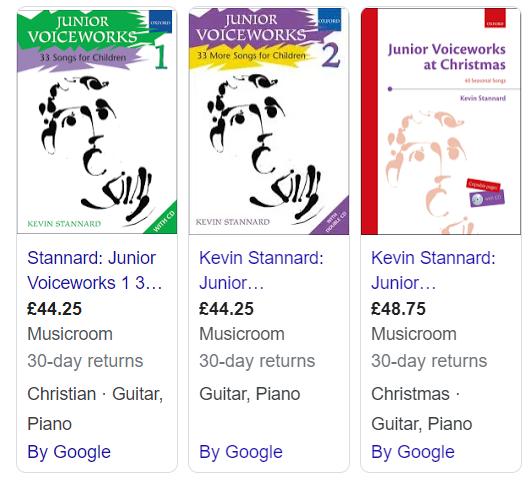 JUNIOR
VOICEWORKS
OXFORD
33 Songs for Children
1
KEVIN STANNARD
WITH CD
Stannard: Junior
Voiceworks 1 3…
£44.25
Musicroom
30-day returns
Christian · Guitar,
Piano
By Google
JUNIOR
VOICEWORKS
OXFORD
33 More Songs for Children
2
KEVIN STANNARD
WITH
DOUBLE CD
Kevin Stannard:
Junior…
£44.25
Musicroom
30-day returns
Guitar, Piano
By Google
OXFORD
Junior Voiceworks
at Christmas
Seasonal Songs
Kevin Stannard
Copiable pages
with CD
Kevin Stannard:
Junior…
£48.75
Musicroom
30-day returns
Christmas ·
Guitar, Piano
By Google